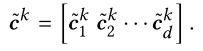 c̃ᵏ = [c̃₁ᵏ c̃₂ᵏ ⋯ c̃_dᵏ] .